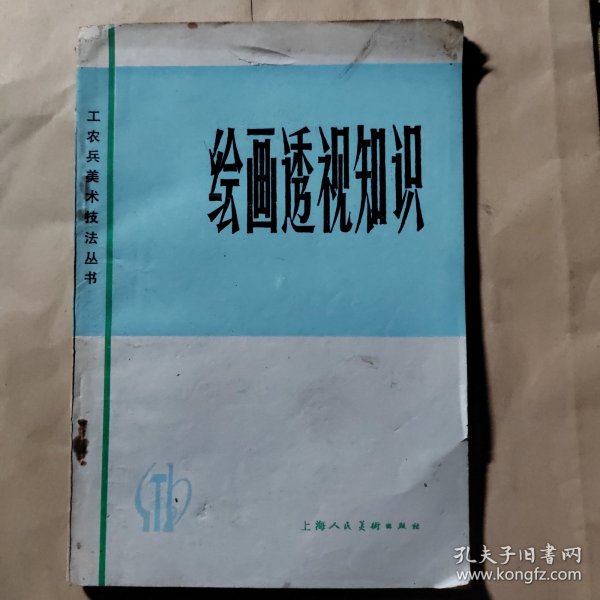 工农兵美术技法丛书
绘画透视知识
上海人民美術出版社
孔夫子旧书网
www.kongfz.com